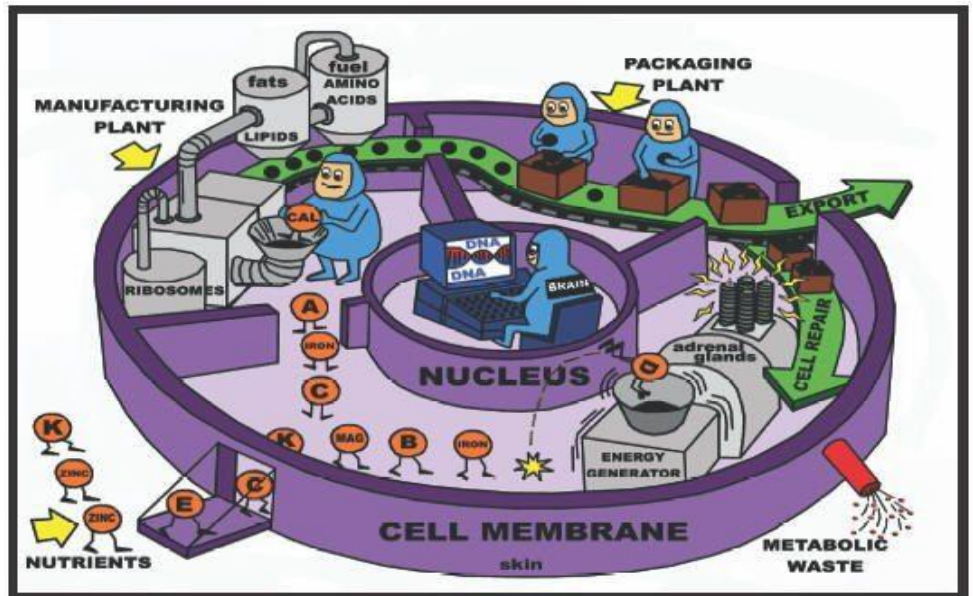 fats
LIPIDS
fuel
AMINO
ACIDS
MANUFACTURING
PLANT
PACKAGING
PLANT
EXPORT
CAL
RIBOSOMES
DNA
DNA
BRAIN
NUCLEUS
A
IRON
C
adrenal
glands
CELL REPAIR
D
ENERGY
GENERATOR
K
MAG
B
IRON
K
ZINC
ZINC
E
C
NUTRIENTS
CELL MEMBRANE
skin
METABOLIC
WASTE